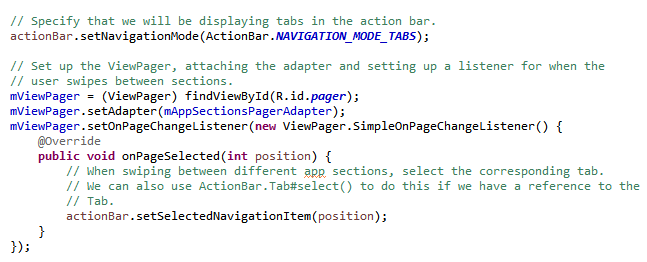 // Specify that we will be displaying tabs in the action bar.
actionBar.setNavigationMode(ActionBar.NAVIGATION_MODE_TABS);
// Set up the ViewPager, attaching the adapter and setting up a listener for when the
// user swipes between sections.
mViewPager = (ViewPager) findViewById(R.id.pager);
mViewPager.setAdapter(mAppSectionsPagerAdapter);
mViewPager.setOnPageChangeListener(new ViewPager.SimpleOnPageChangeListener() {
@Override
public void onPageSelected(int position) {
// When swiping between different app sections, select the corresponding tab.
// We can also use ActionBar.Tab#select() to do this if we have a reference to the
// Tab.
actionBar.setSelectedNavigationItem(position);
}
});